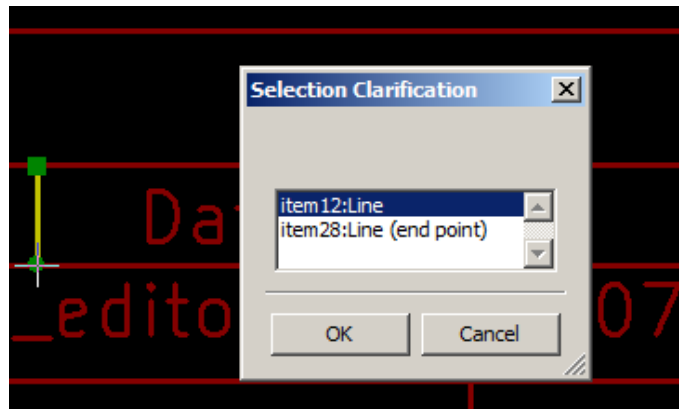 Selection Clarification
Da
item12:Line
item28:Line (end point)
_edito
07
OK Cancel